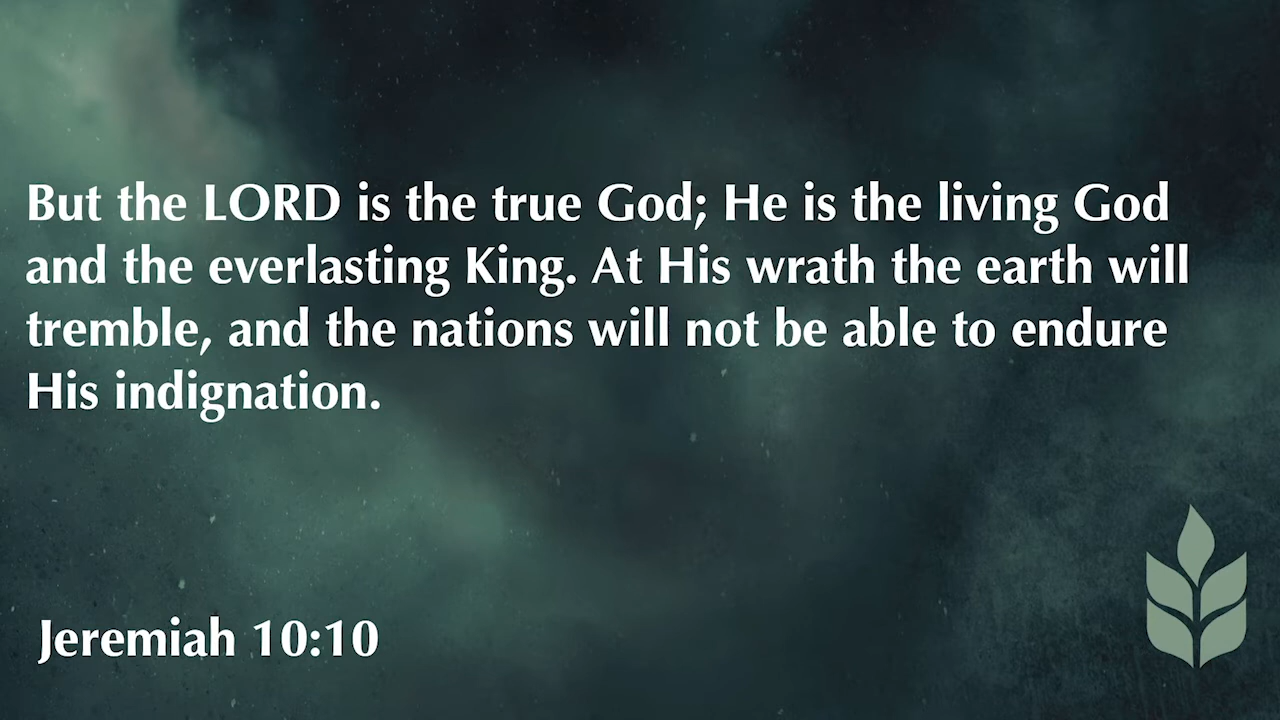 But the LORD is the true God; He is the living God
and the everlasting King. At His wrath the earth will
tremble, and the nations will not be able to endure
His indignation.
Jeremiah 10:10